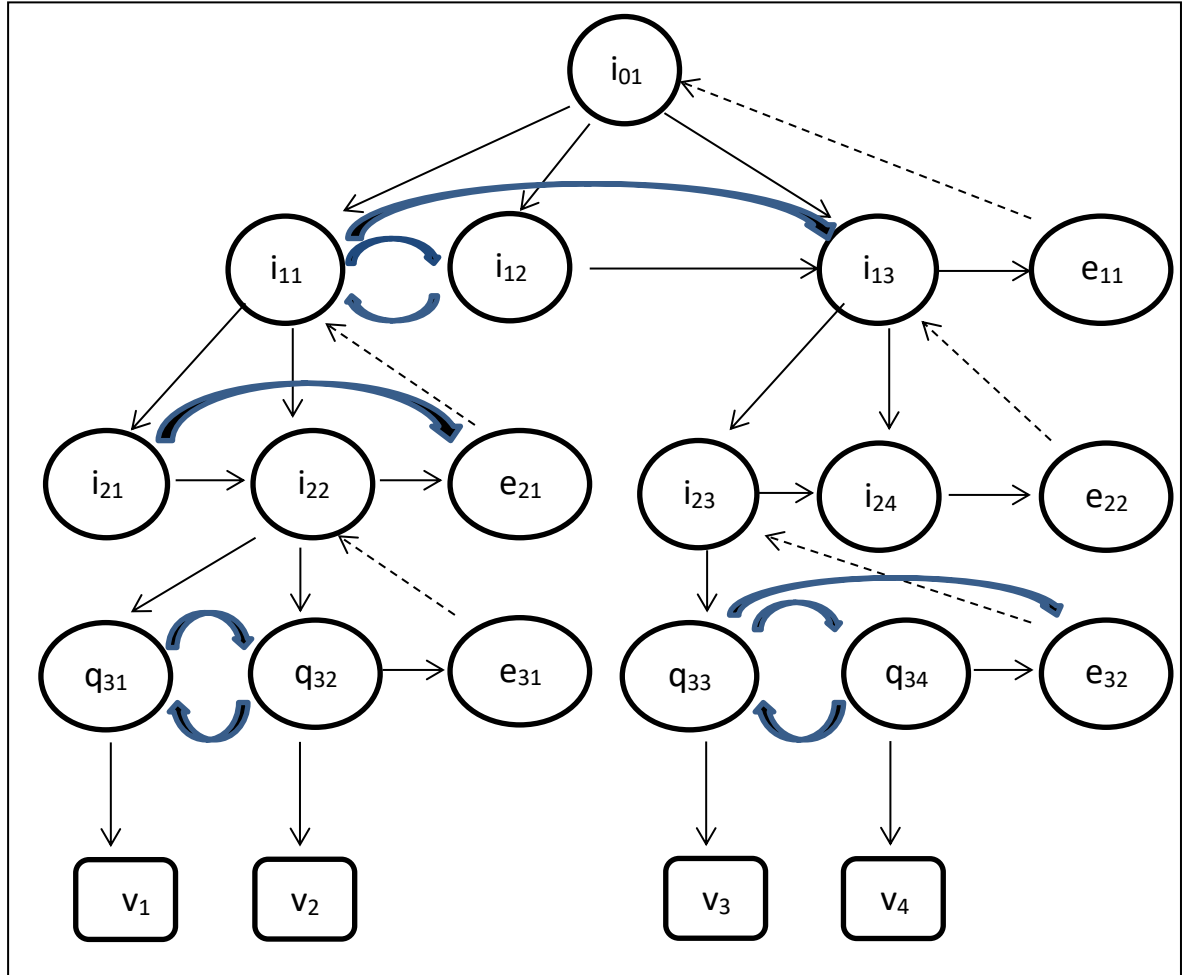 i₀₁
i₁₁ i₁₂ i₁₃ e₁₁
i₂₁ i₂₂ e₂₁ i₂₃ i₂₄ e₂₂
q₃₁ q₃₂ e₃₁ q₃₃ q₃₄ e₃₂
v₁ v₂ v₃ v₄